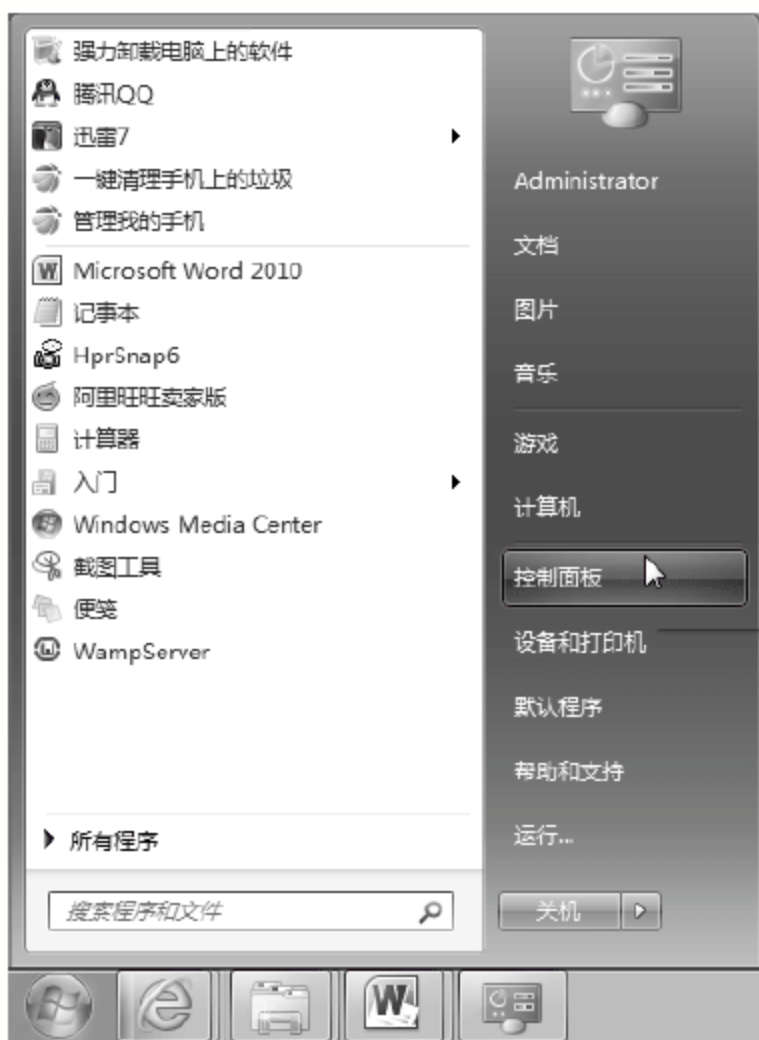 强力卸载电脑上的软件
腾讯QQ
迅雷7
一键清理手机上的垃圾
管理我的手机
Microsoft Word 2010
记事本
HprSnap6
阿里旺旺卖家版
计算器
入门
Windows Media Center
截图工具
便笺
WampServer
所有程序
搜索程序和文件
Administrator
文档
图片
音乐
游戏
计算机
控制面板
设备和打印机
默认程序
帮助和支持
运行...
关机